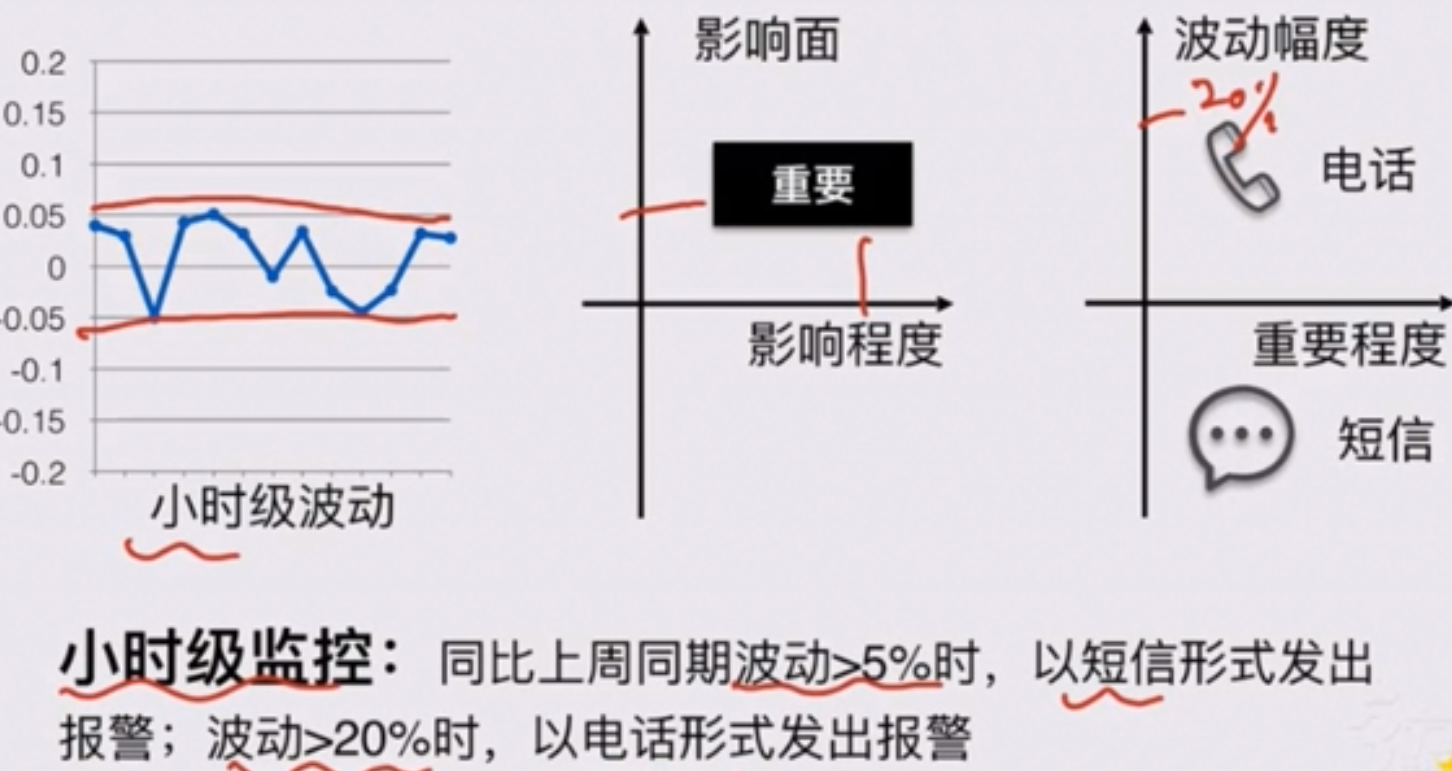 0.2
0.15
0.1
0.05
0
-0.05
-0.1
-0.15
-0.2
小时级波动
影响面
重要
影响程度
波动幅度
20%
电话
重要程度
短信
小时级监控：同比上周同期波动>5%时，以短信形式发出
报警；波动>20%时，以电话形式发出报警